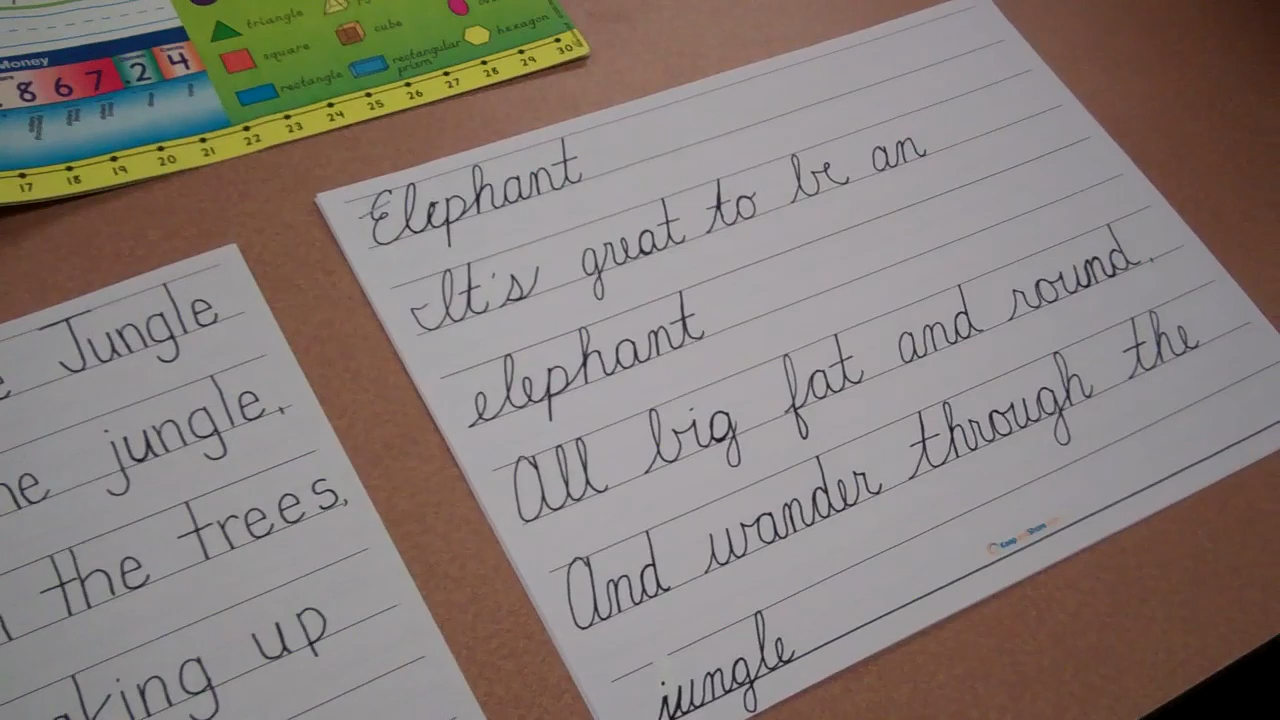 Money
8 6 7 . 2 4
triangle
square
rectangle
cube
rectangular
prism
hexagon
17 18 19 20 21 22 23 24 25 26 27 28 29 30
Jungle
jungle.
the trees.
king up
Elephant
It's great to be an
elephant
All big fat and round.
And wander through the
jungle